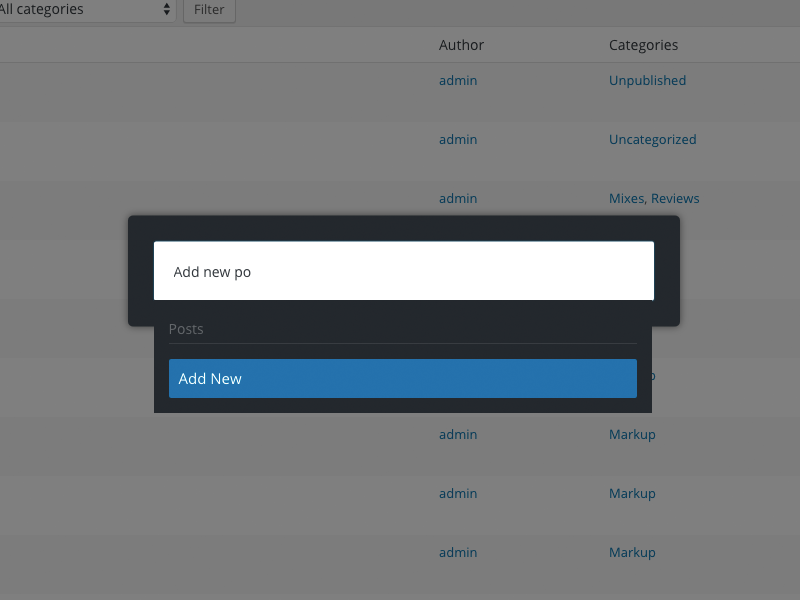 All categories Filter
Author Categories
admin Unpublished
admin Uncategorized
admin Mixes, Reviews
Add new po
Posts
Add New
admin Markup
admin Markup
admin Markup